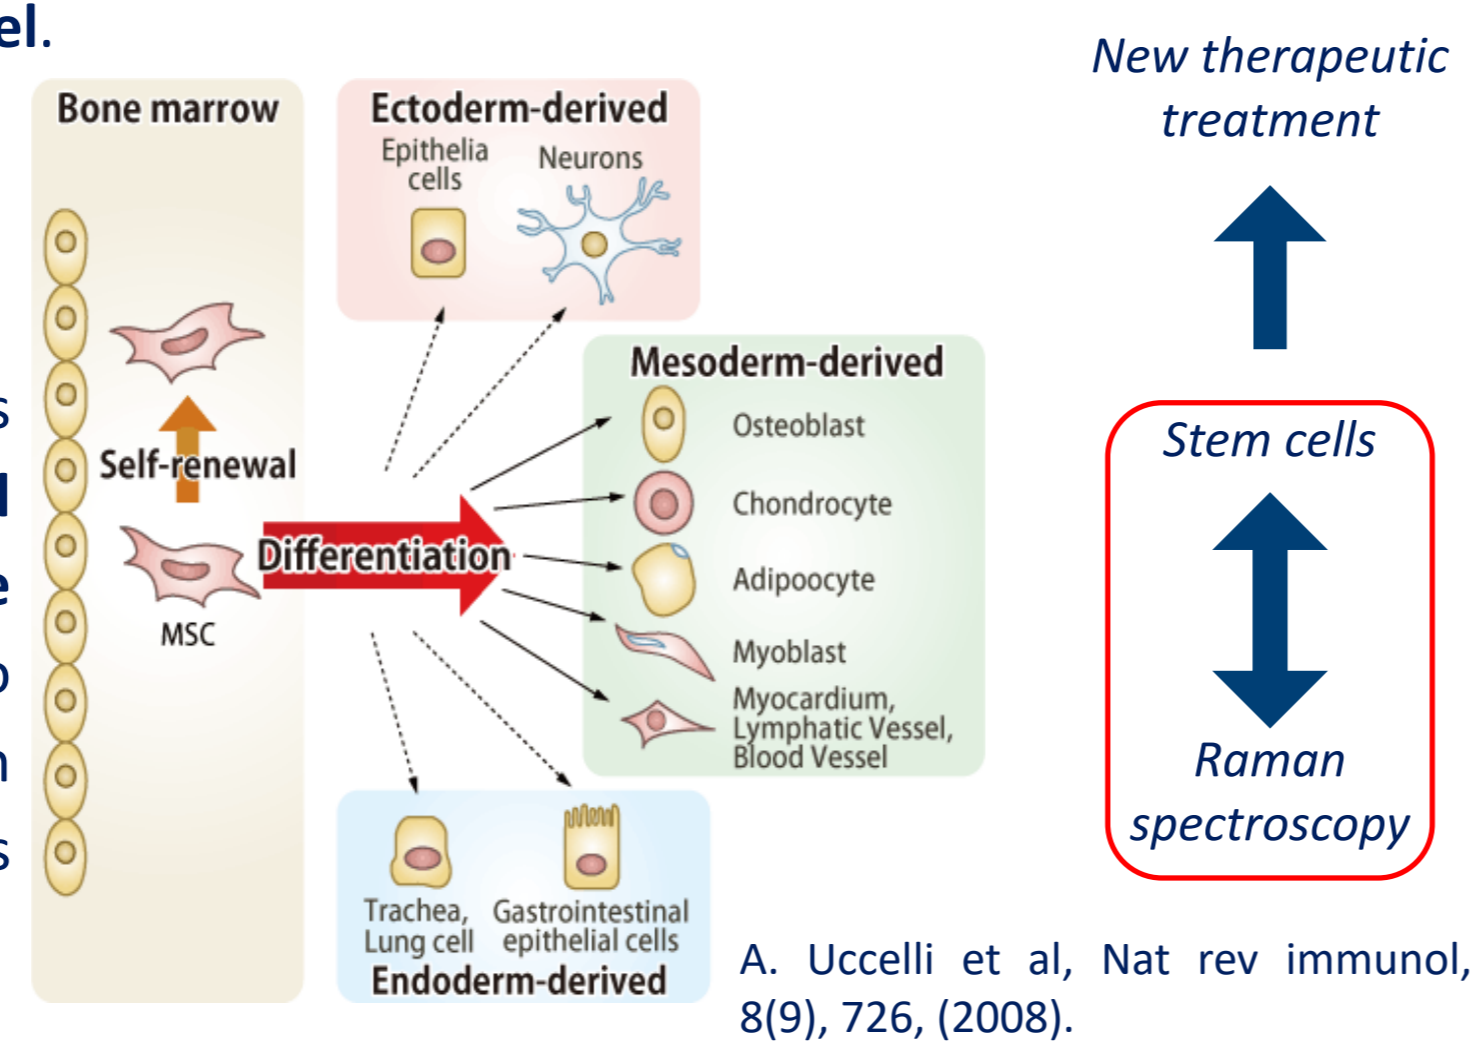 el.
s
l
e
o
n
s
Bone marrow
Self-renewal
MSC
Differentiation
Ectoderm-derived
Epithelia
cells
Neurons
Mesoderm-derived
Osteoblast
Chondrocyte
Adipoocyte
Myoblast
Myocardium,
Lymphatic Vessel,
Blood Vessel
Trachea,
Lung cell
Gastrointestinal
epithelial cells
Endoderm-derived
New therapeutic
treatment
Stem cells
Raman
spectroscopy
A. Uccelli et al, Nat rev immunol,
8(9), 726, (2008).